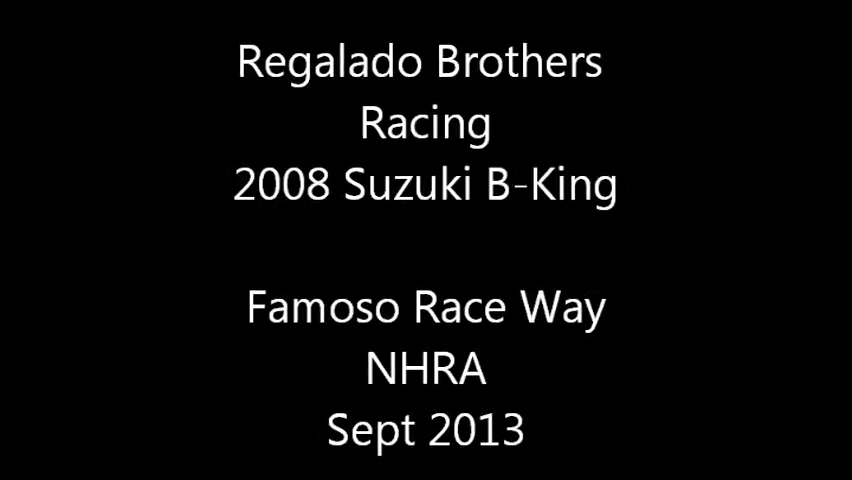 Regalado Brothers
Racing
2008 Suzuki B-King
Famoso Race Way
NHRA
Sept 2013